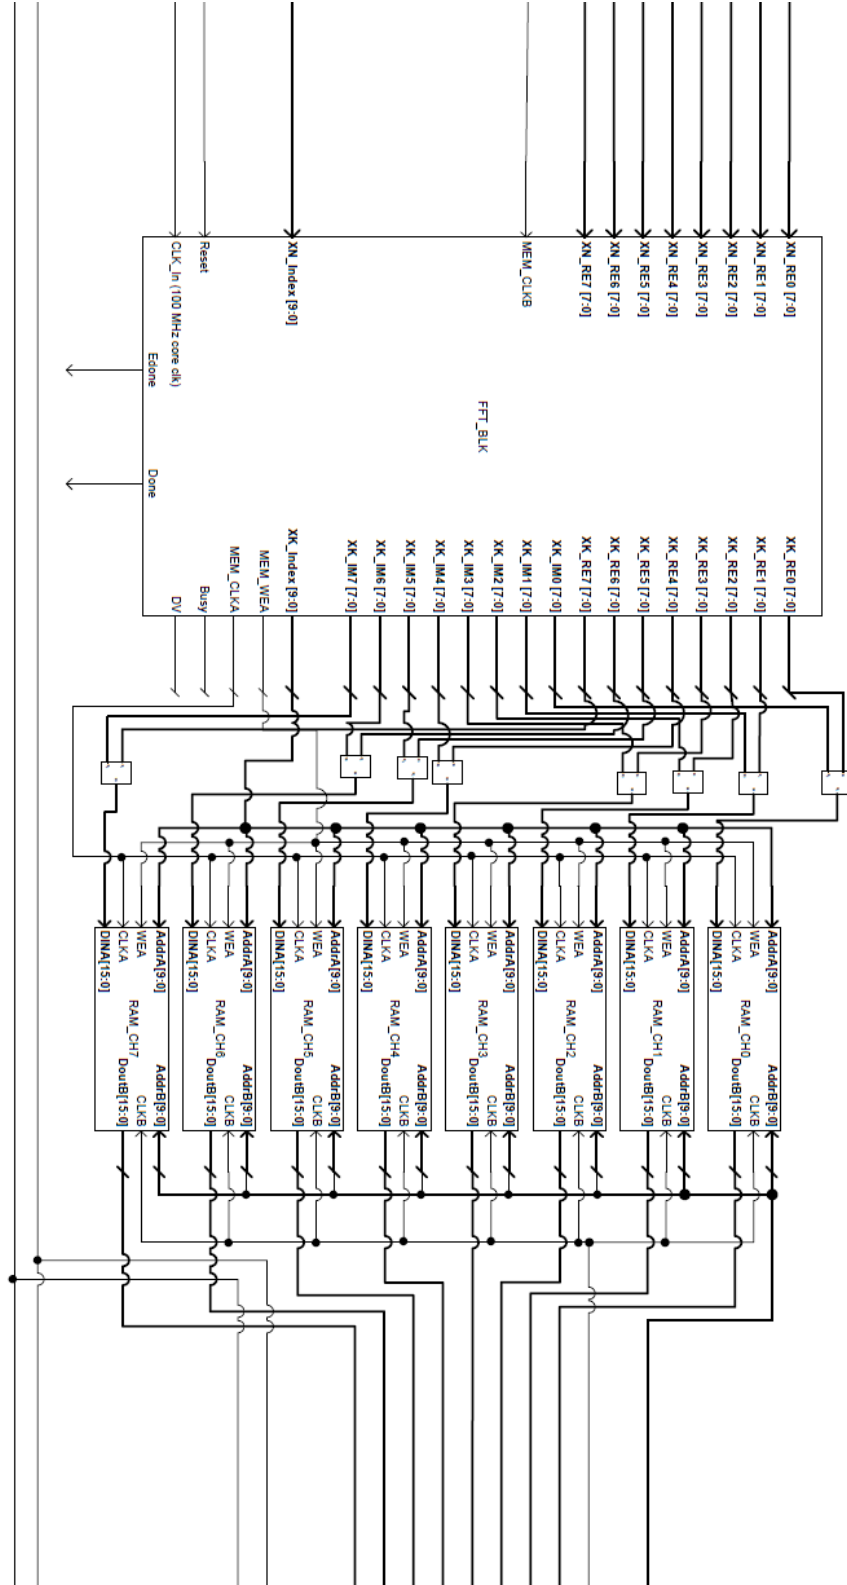 XN_RE0 [7:0]
XN_RE1 [7:0]
XN_RE2 [7:0]
XN_RE3 [7:0]
XN_RE4 [7:0]
XN_RE5 [7:0]
XN_RE6 [7:0]
XN_RE7 [7:0]
MEM_CLKB
XN_Index [9:0]
Reset
CLK_In (100 MHz core clk)
FFT_BLK
Edone
Done
XK_RE0 [7:0]
XK_RE1 [7:0]
XK_RE2 [7:0]
XK_RE3 [7:0]
XK_RE4 [7:0]
XK_RE5 [7:0]
XK_RE6 [7:0]
XK_RE7 [7:0]
XK_IM0 [7:0]
XK_IM1 [7:0]
XK_IM2 [7:0]
XK_IM3 [7:0]
XK_IM4 [7:0]
XK_IM5 [7:0]
XK_IM6 [7:0]
XK_IM7 [7:0]
XK_Index [9:0]
MEM_WEA
MEM_CLKA
Busy
DV
AddrA[9:0]
WEA
CLKA
DINA[15:0]
RAM_CH0
AddrB[9:0]
CLKB
DoutB[15:0]
AddrA[9:0]
WEA
CLKA
DINA[15:0]
RAM_CH1
AddrB[9:0]
CLKB
DoutB[15:0]
AddrA[9:0]
WEA
CLKA
DINA[15:0]
RAM_CH2
AddrB[9:0]
CLKB
DoutB[15:0]
AddrA[9:0]
WEA
CLKA
DINA[15:0]
RAM_CH3
AddrB[9:0]
CLKB
DoutB[15:0]
AddrA[9:0]
WEA
CLKA
DINA[15:0]
RAM_CH4
AddrB[9:0]
CLKB
DoutB[15:0]
AddrA[9:0]
WEA
CLKA
DINA[15:0]
RAM_CH5
AddrB[9:0]
CLKB
DoutB[15:0]
AddrA[9:0]
WEA
CLKA
DINA[15:0]
RAM_CH6
AddrB[9:0]
CLKB
DoutB[15:0]
AddrA[9:0]
WEA
CLKA
DINA[15:0]
RAM_CH7
AddrB[9:0]
CLKB
DoutB[15:0]